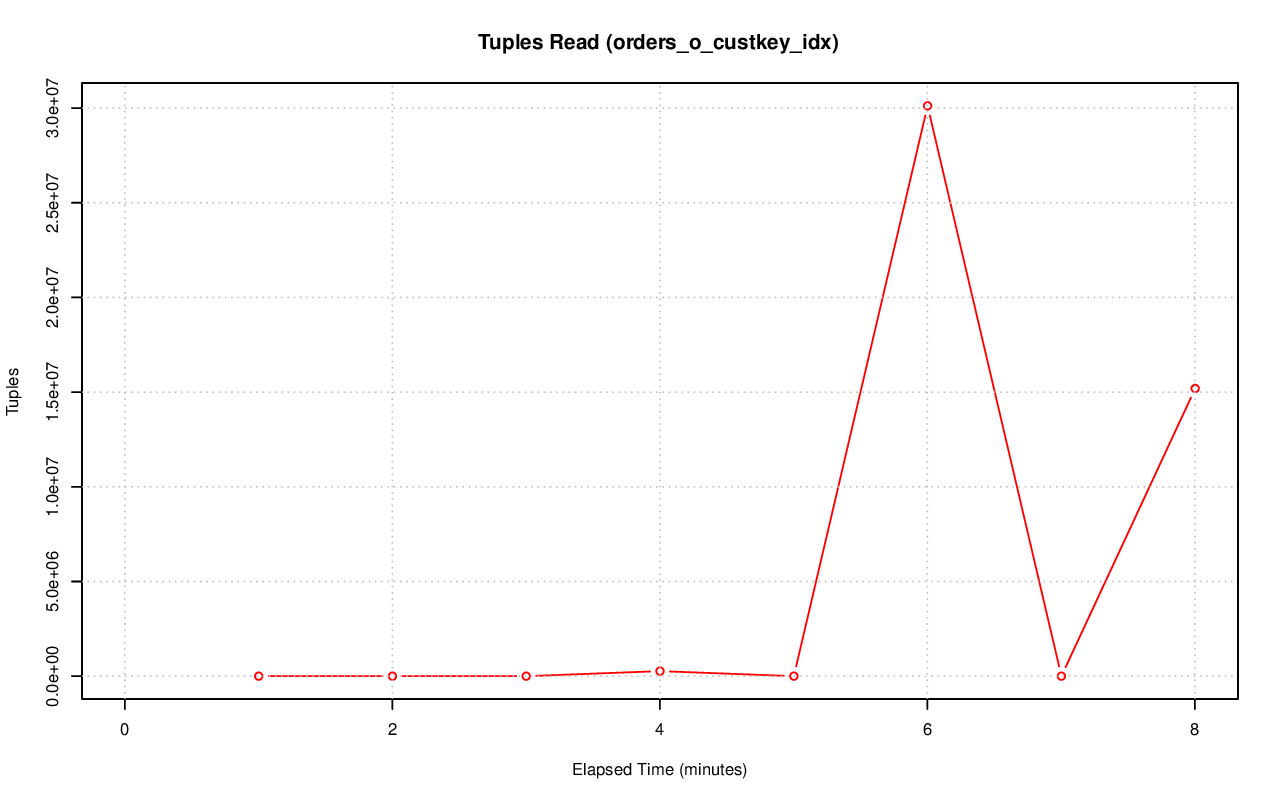 Tuples Read (orders_o_custkey_idx)
Tuples
3.0e+07
2.5e+07
2.0e+07
1.5e+07
1.0e+07
5.0e+06
0.0e+00
0 2 4 6 8
Elapsed Time (minutes)